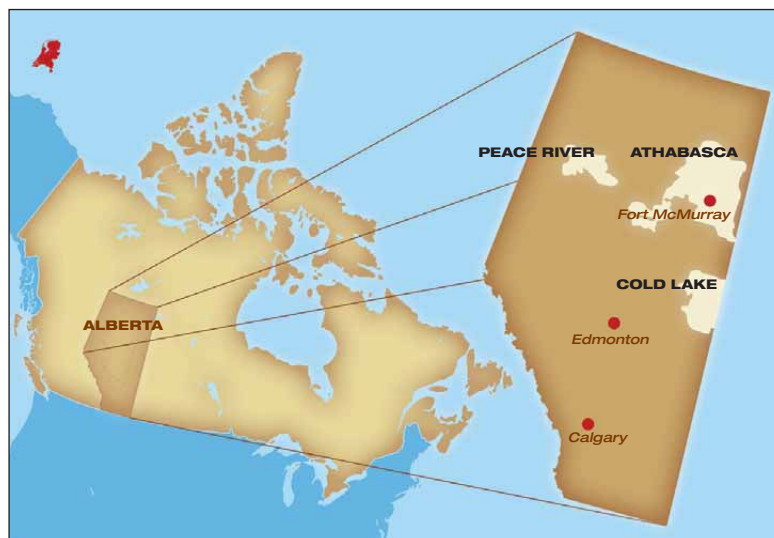 PEACE RIVER
ATHABASCA
Fort McMurray
COLD LAKE
ALBERTA
Edmonton
Calgary